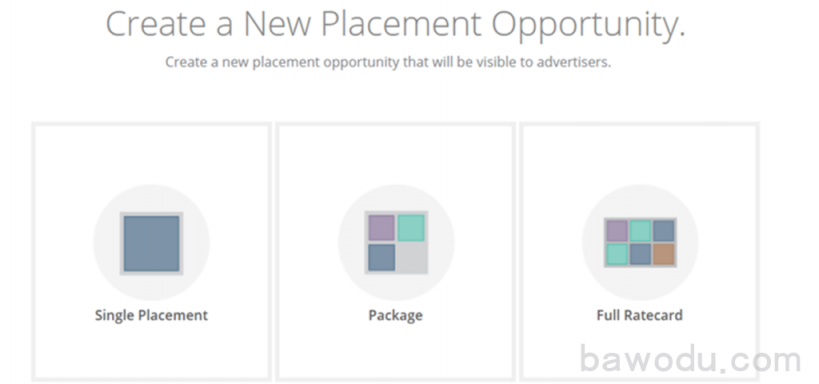 Create a New Placement Opportunity.
Create a new placement opportunity that will be visible to advertisers.
Single Placement
Package
Full Ratecard
bawodu.com